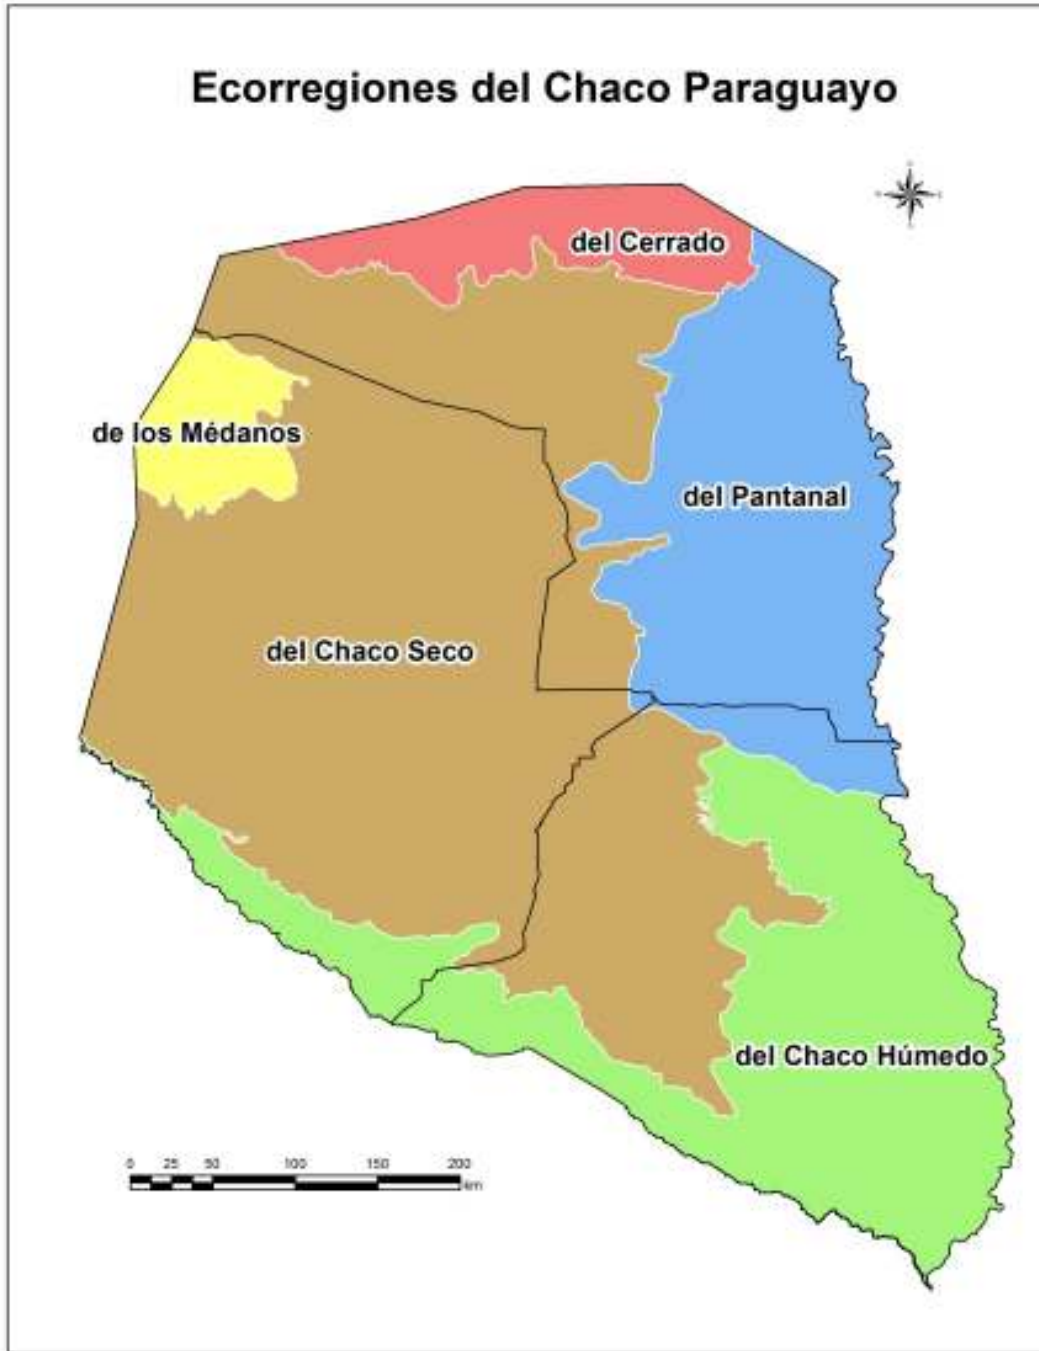 Ecorregiones del Chaco Paraguayo
del Cerrado
de los Médanos
del Pantanal
del Chaco Seco
del Chaco Húmedo
0 25 50 100 150 200
km